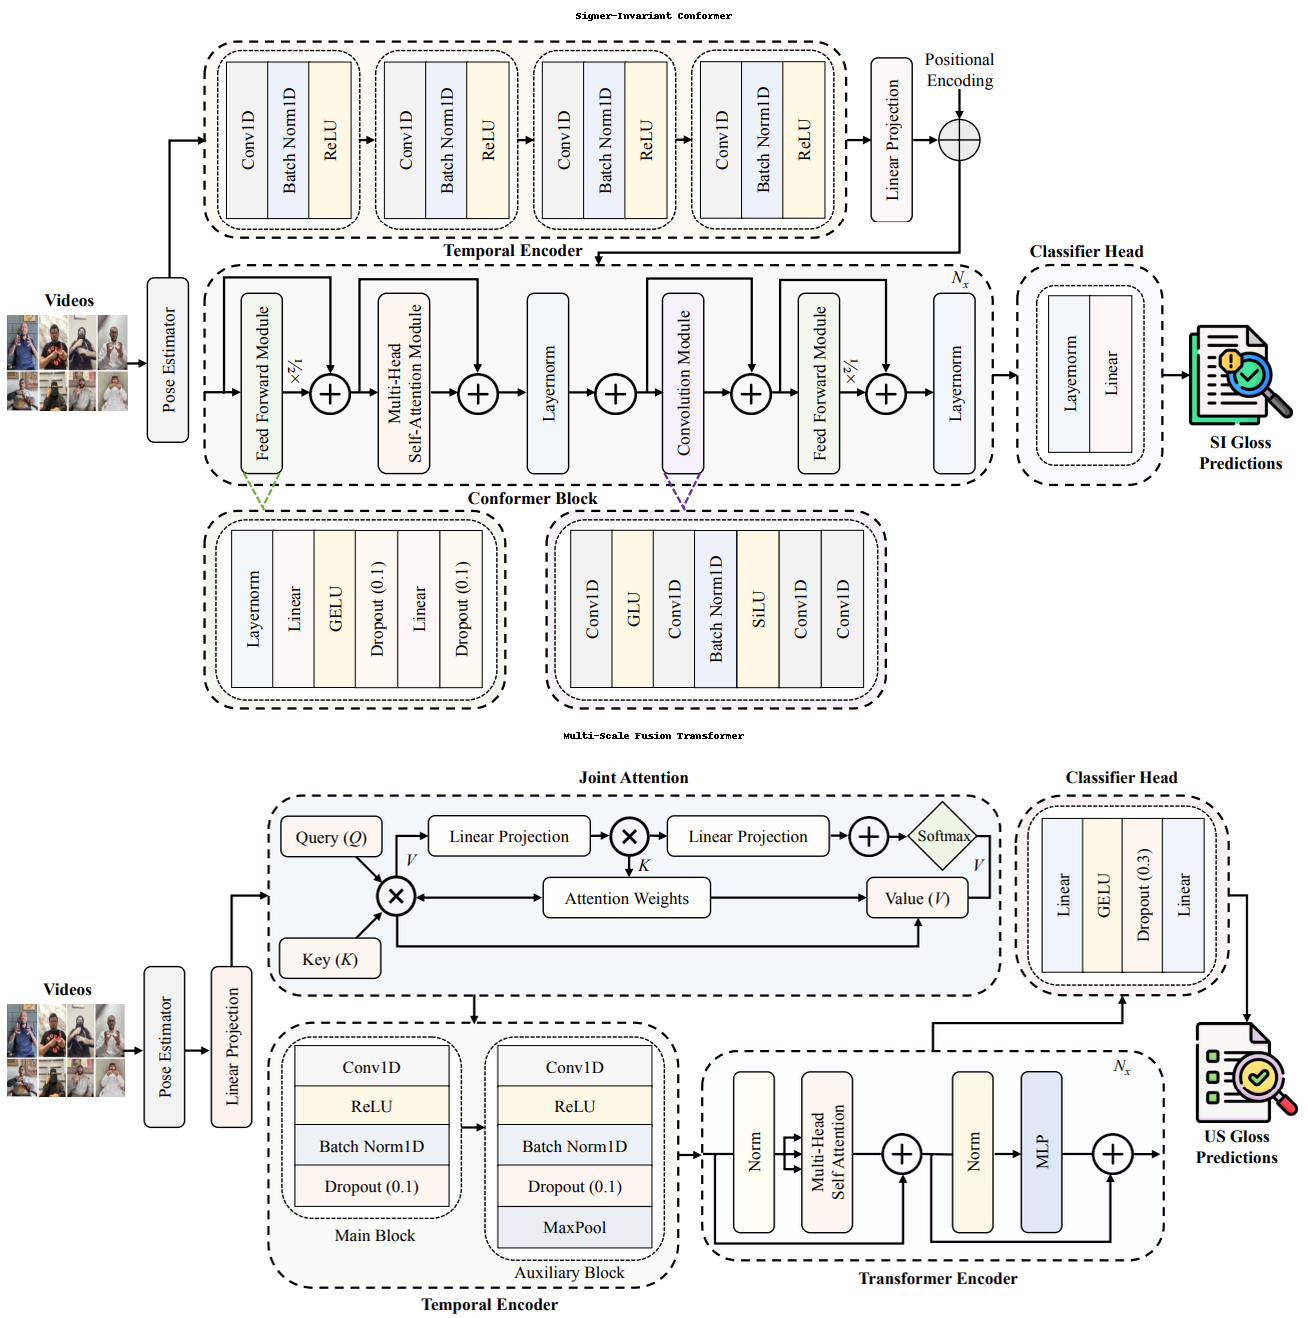 Signer-Invariant Conformer
Conv1D
Batch Norm1D
ReLU
Conv1D
Batch Norm1D
ReLU
Conv1D
Batch Norm1D
ReLU
Conv1D
Batch Norm1D
ReLU
Linear Projection
Positional
Encoding
Temporal Encoder
Videos
Pose Estimator
Feed Forward Module
×1/2
Multi-Head
Self-Attention Module
Layernorm
Convolution Module
Feed Forward Module
×1/2
Layernorm
Nx
Conformer Block
Classifier Head
Layernorm
Linear
SI Gloss
Predictions
Layernorm
Linear
GELU
Dropout (0.1)
Linear
Dropout (0.1)
Conv1D
GLU
Conv1D
Batch Norm1D
SiLU
Conv1D
Conv1D
Multi-Scale Fusion Transformer
Joint Attention
Query (Q)
Key (K)
V
Linear Projection
K
Linear Projection
Softmax
V
Attention Weights
Value (V)
Classifier Head
Linear
GELU
Dropout (0.3)
Linear
Videos
Pose Estimator
Linear Projection
Conv1D
ReLU
Batch Norm1D
Dropout (0.1)
Main Block
Conv1D
ReLU
Batch Norm1D
Dropout (0.1)
MaxPool
Auxiliary Block
Temporal Encoder
Norm
Multi-Head
Self Attention
Norm
MLP
Nx
Transformer Encoder
US Gloss
Predictions